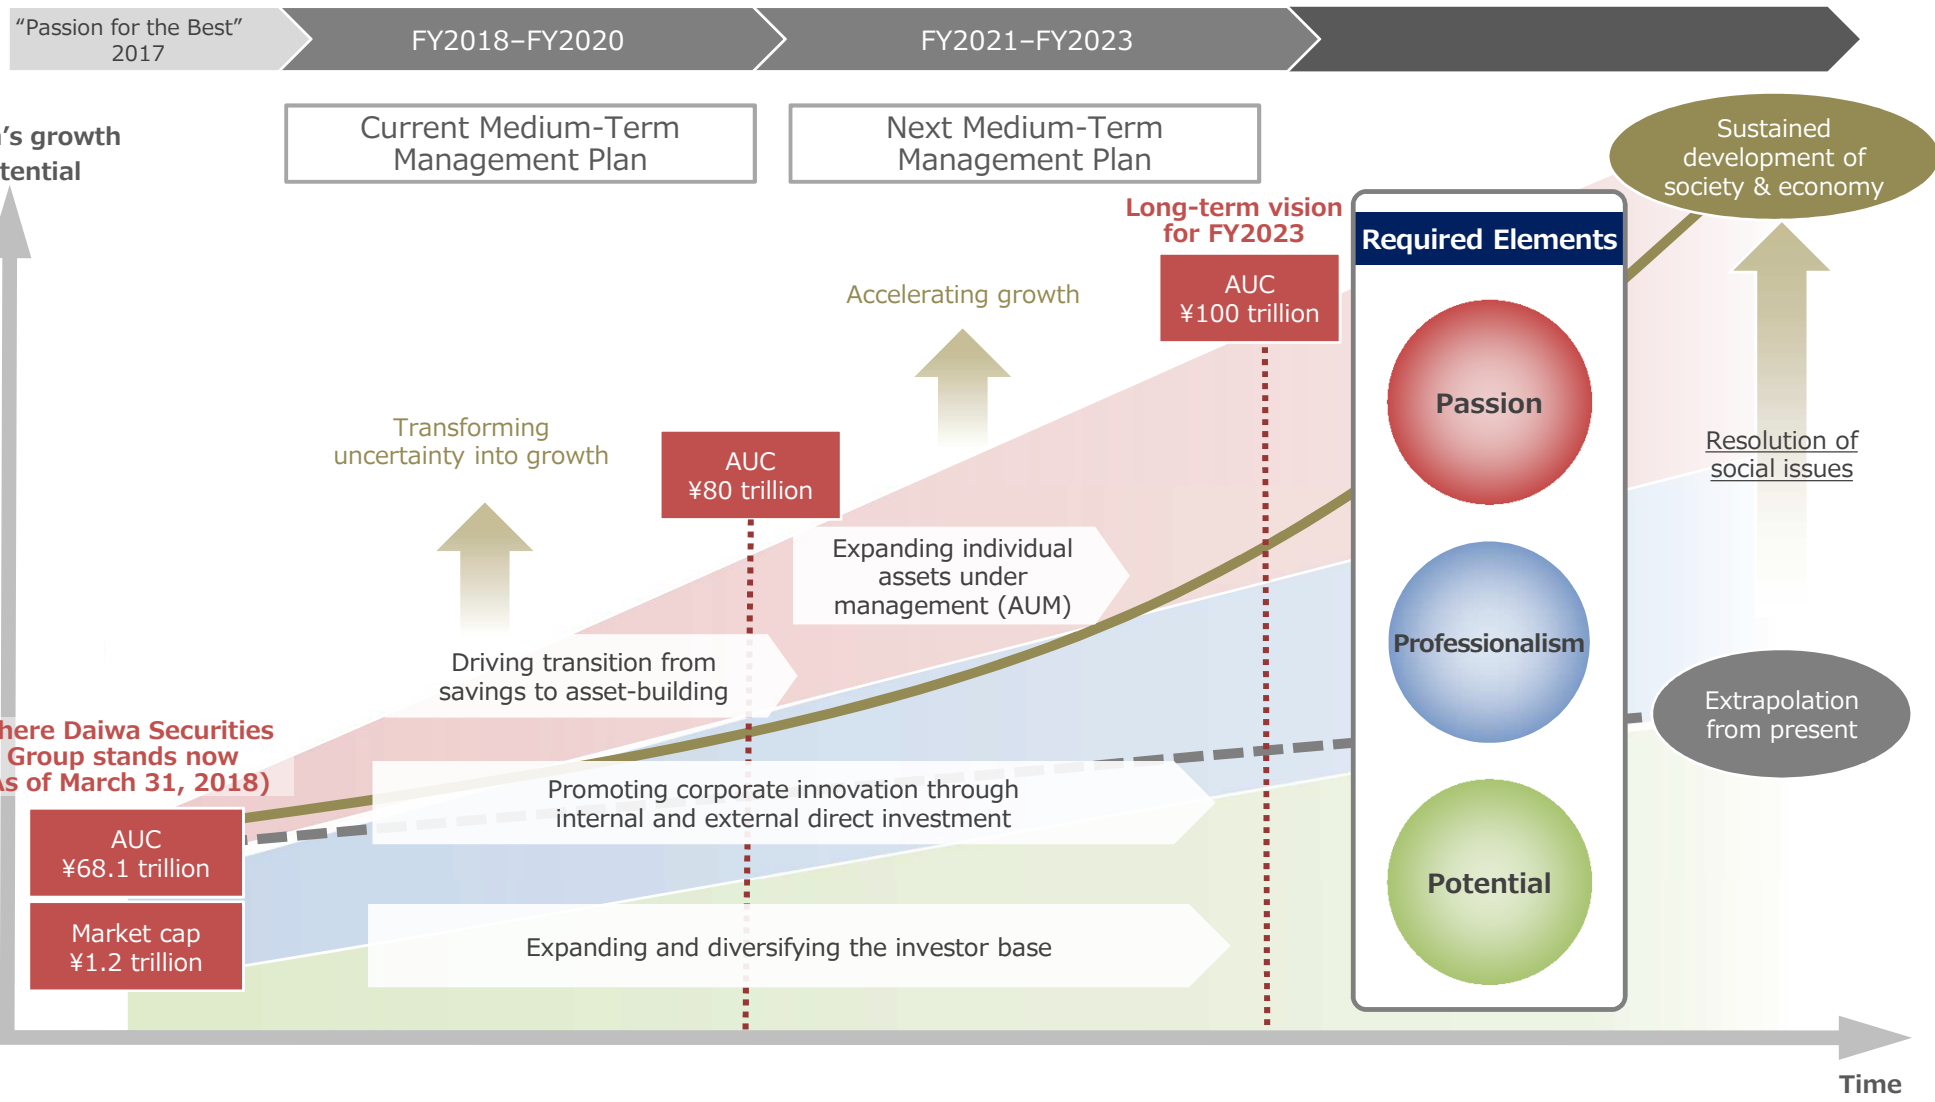 “Passion for the Best”
2017
FY2018–FY2020
FY2021–FY2023
Current Medium-Term
Management Plan
Next Medium-Term
Management Plan
growth
Sustained
development of
society & economy
Long-term vision
for FY2023
AUC
¥100 trillion
Required Elements
Accelerating growth
Passion
Transforming
uncertainty into growth
AUC
¥80 trillion
Resolution of
social issues
Expanding individual
assets under
management (AUM)
Professionalism
Driving transition from
savings to asset-building
Extrapolation
from present
Daiwa Securities
Group stands now
of March 31, 2018)
Promoting corporate innovation through
internal and external direct investment
AUC
¥68.1 trillion
Potential
Market cap
¥1.2 trillion
Expanding and diversifying the investor base
Time